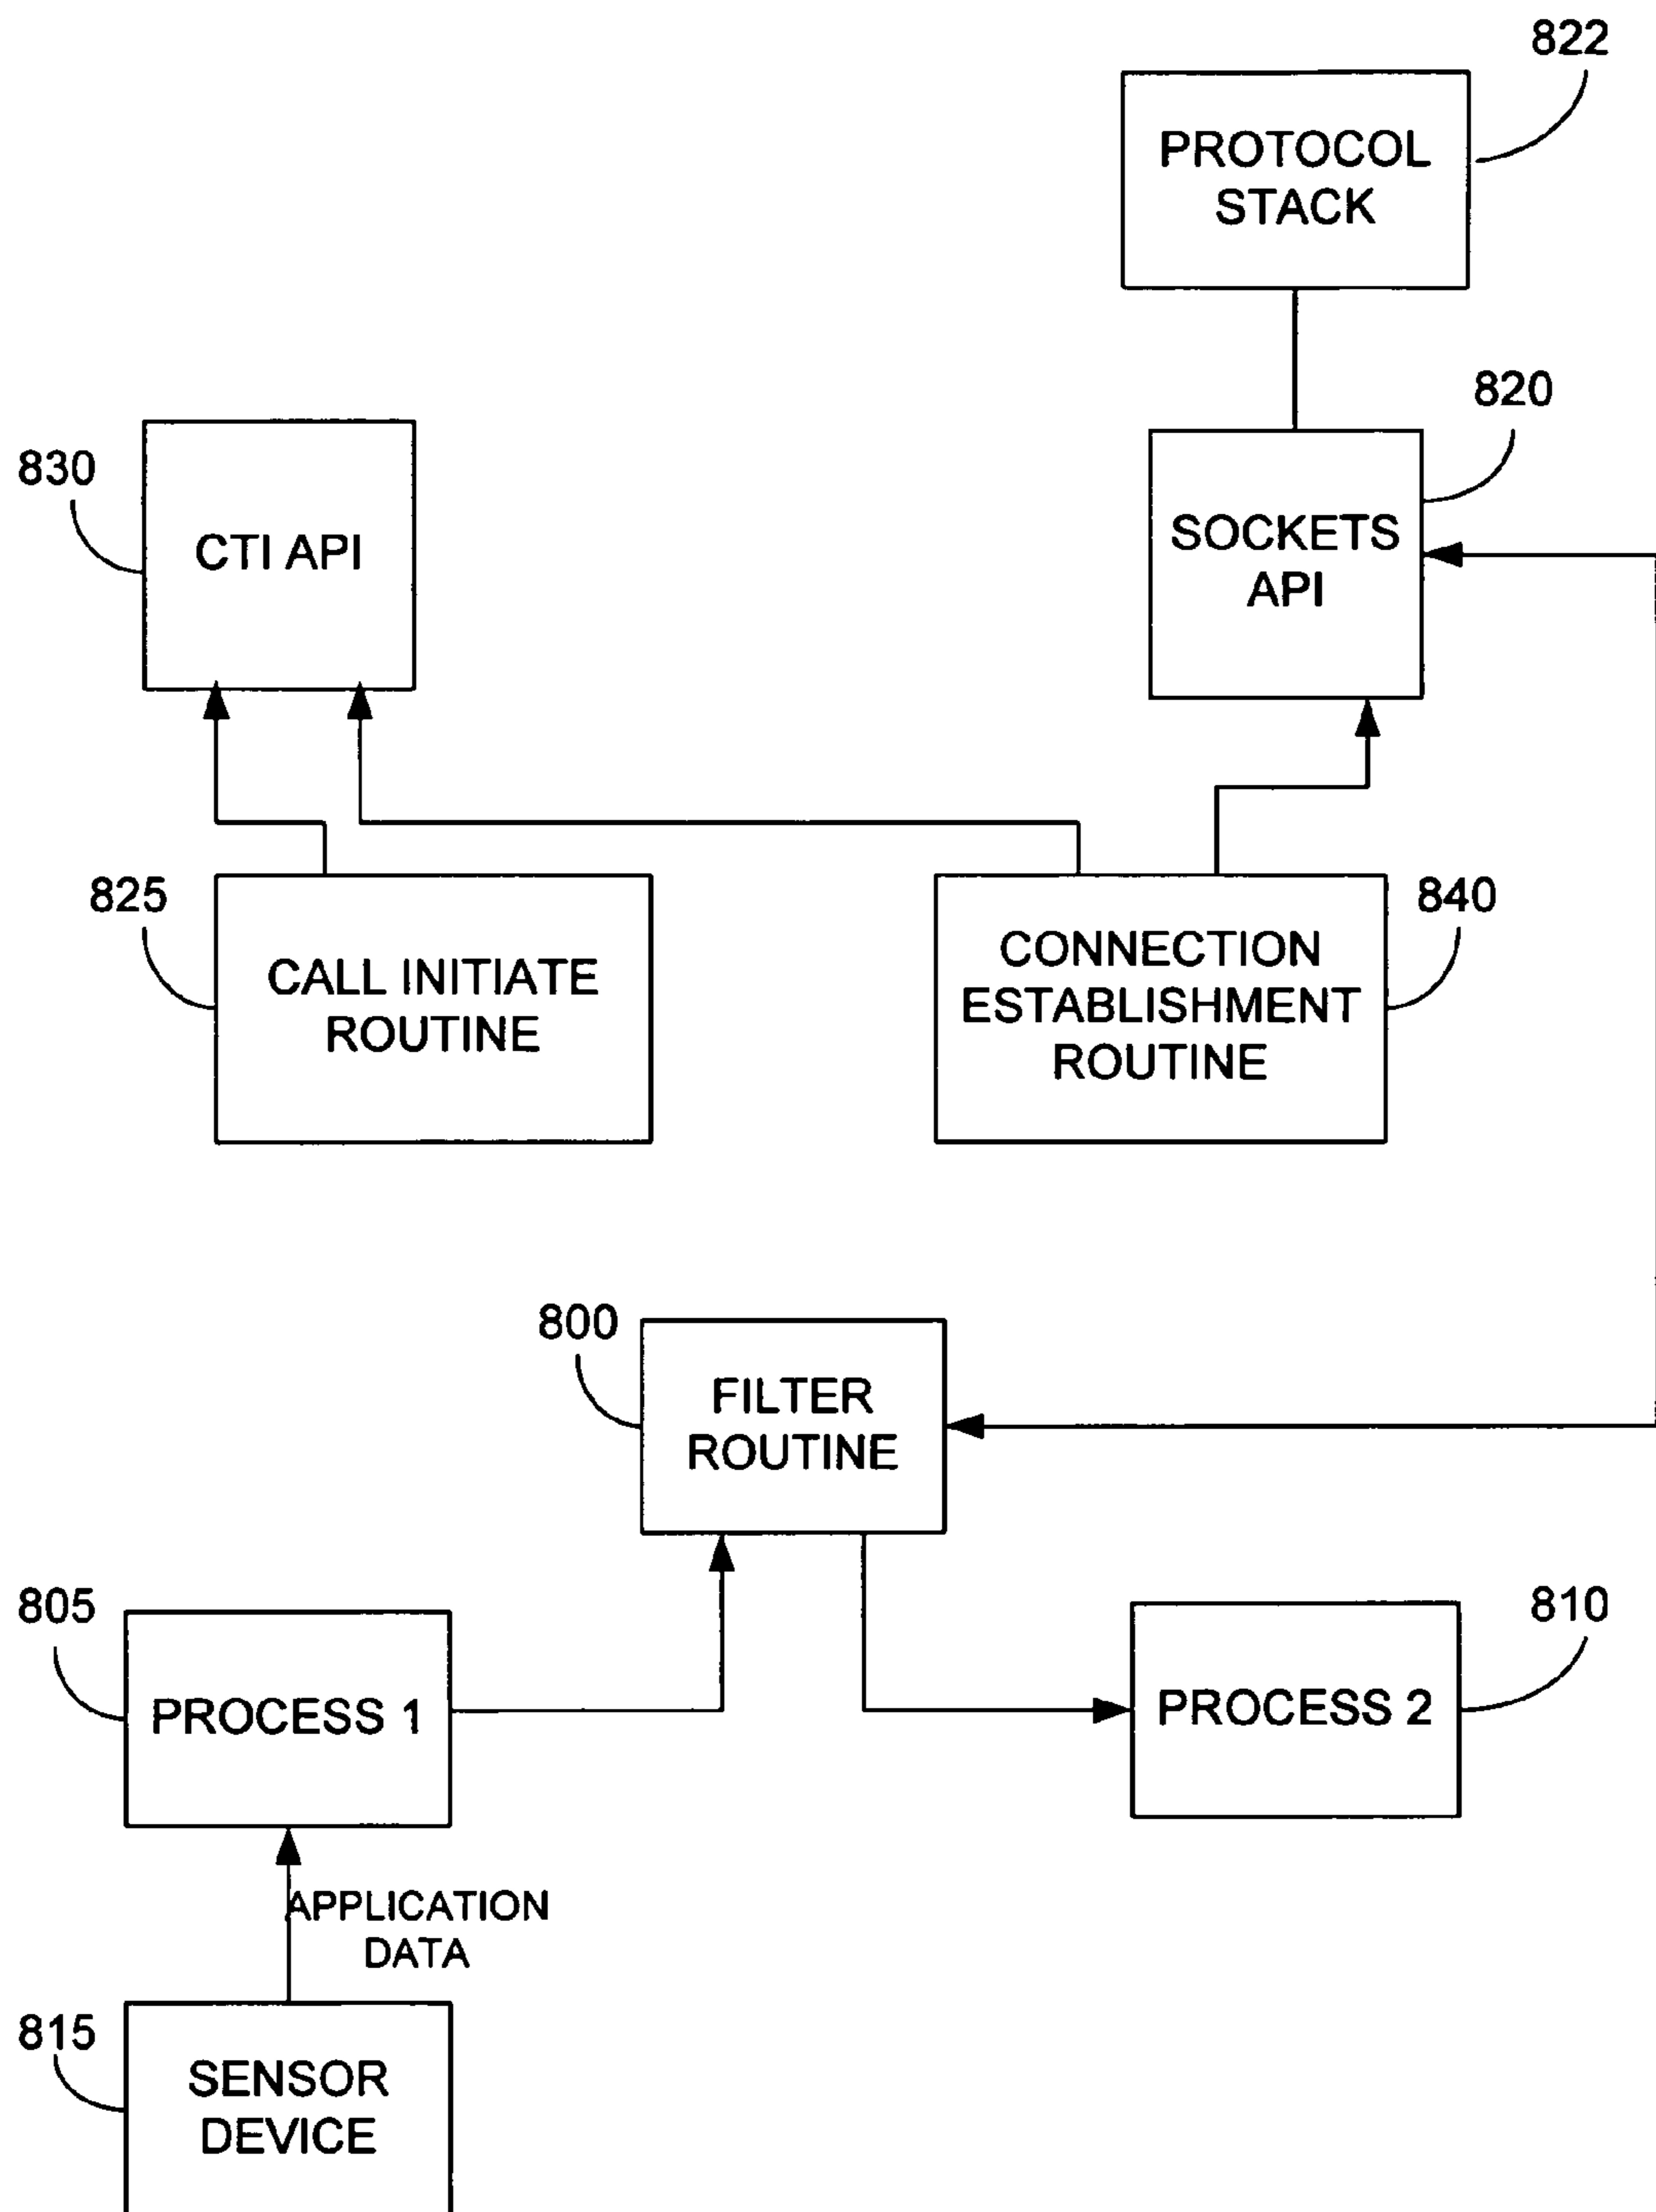 822
PROTOCOL
STACK
820
830
CTI API
SOCKETS
API
825
840
CALL INITIATE
ROUTINE
CONNECTION
ESTABLISHMENT
ROUTINE
800
FILTER
ROUTINE
805
810
PROCESS 1
PROCESS 2
APPLICATION
DATA
815
SENSOR
DEVICE